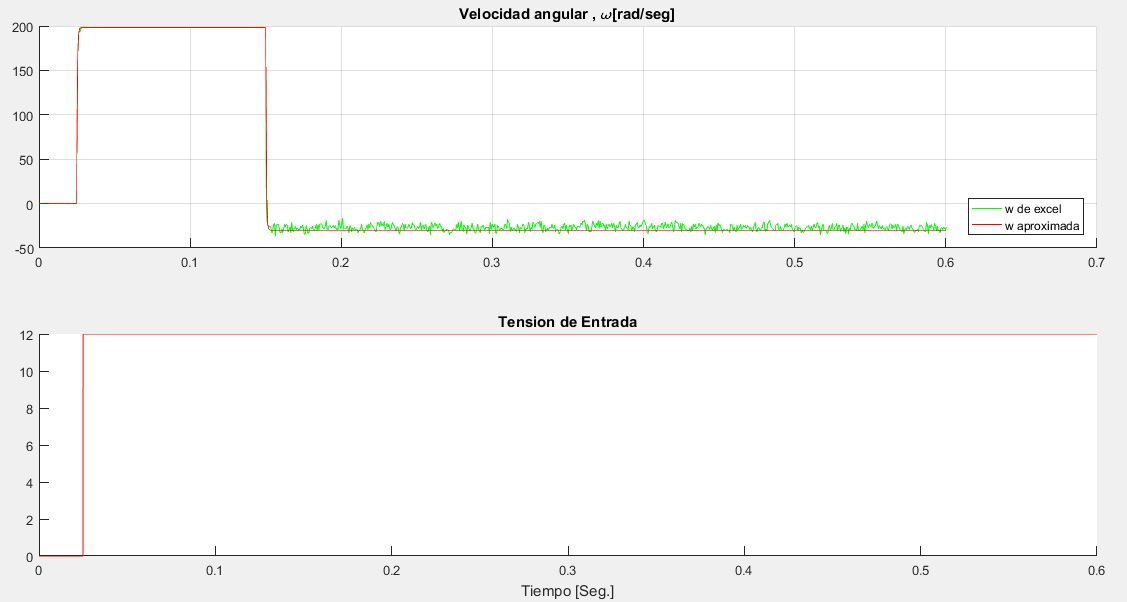 Velocidad angular , ω[rad/seg]
200
150
100
50
0
-50
0 0.1 0.2 0.3 0.4 0.5 0.6 0.7
w de excel
w aproximada
Tension de Entrada
12
10
8
6
4
2
0
0 0.1 0.2 0.3 0.4 0.5 0.6
Tiempo [Seg.]